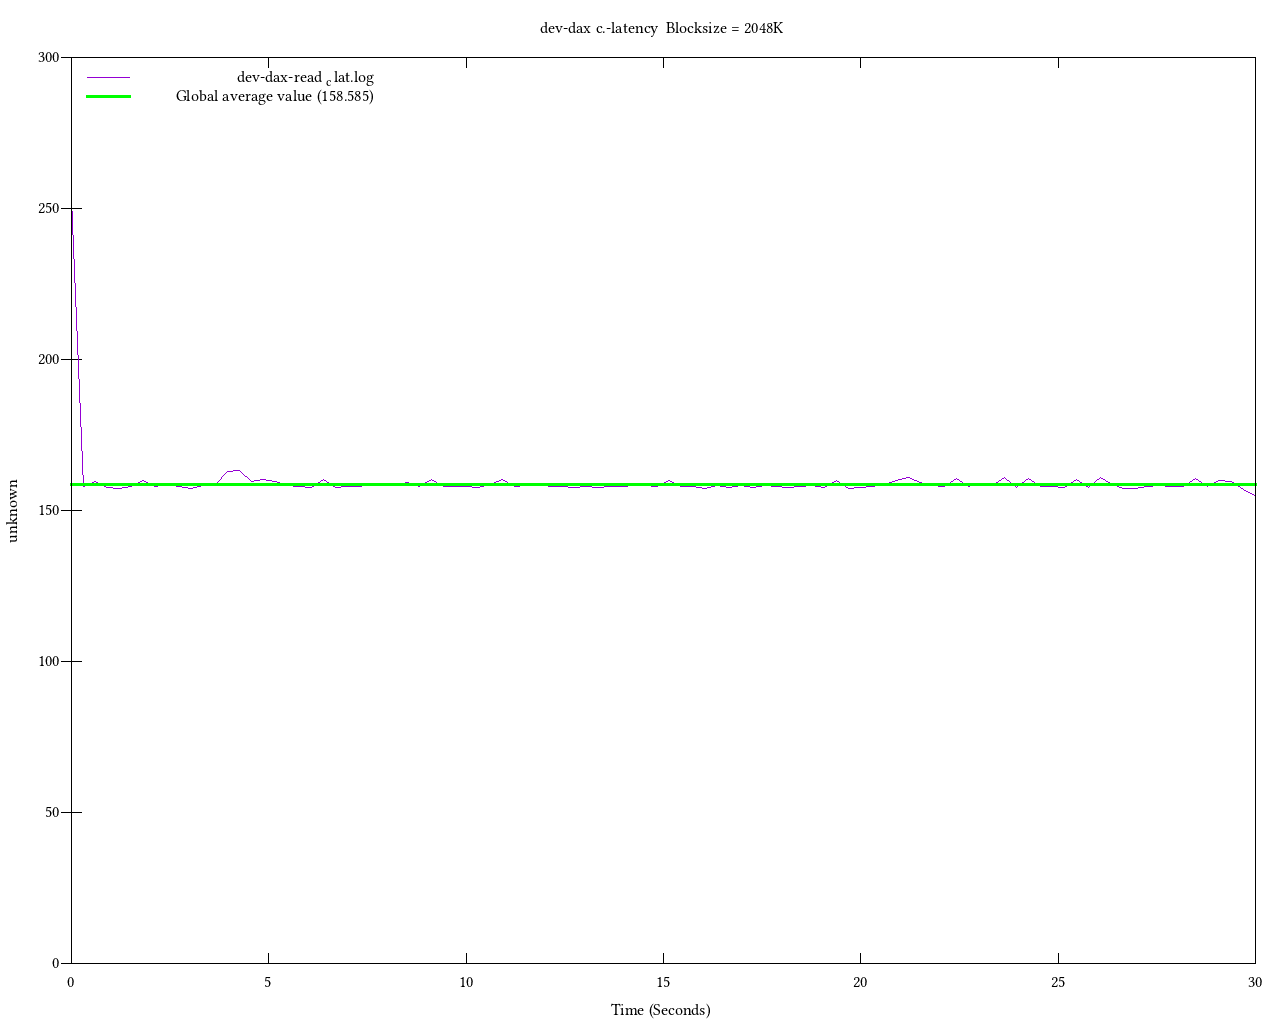 dev-dax c.-latency Blocksize = 2048K
300
dev-dax-read clat.log
Global average value (158.585)
250
200
unknown
150
100
50
0
0 5 10 15 20 25 30
Time (Seconds)